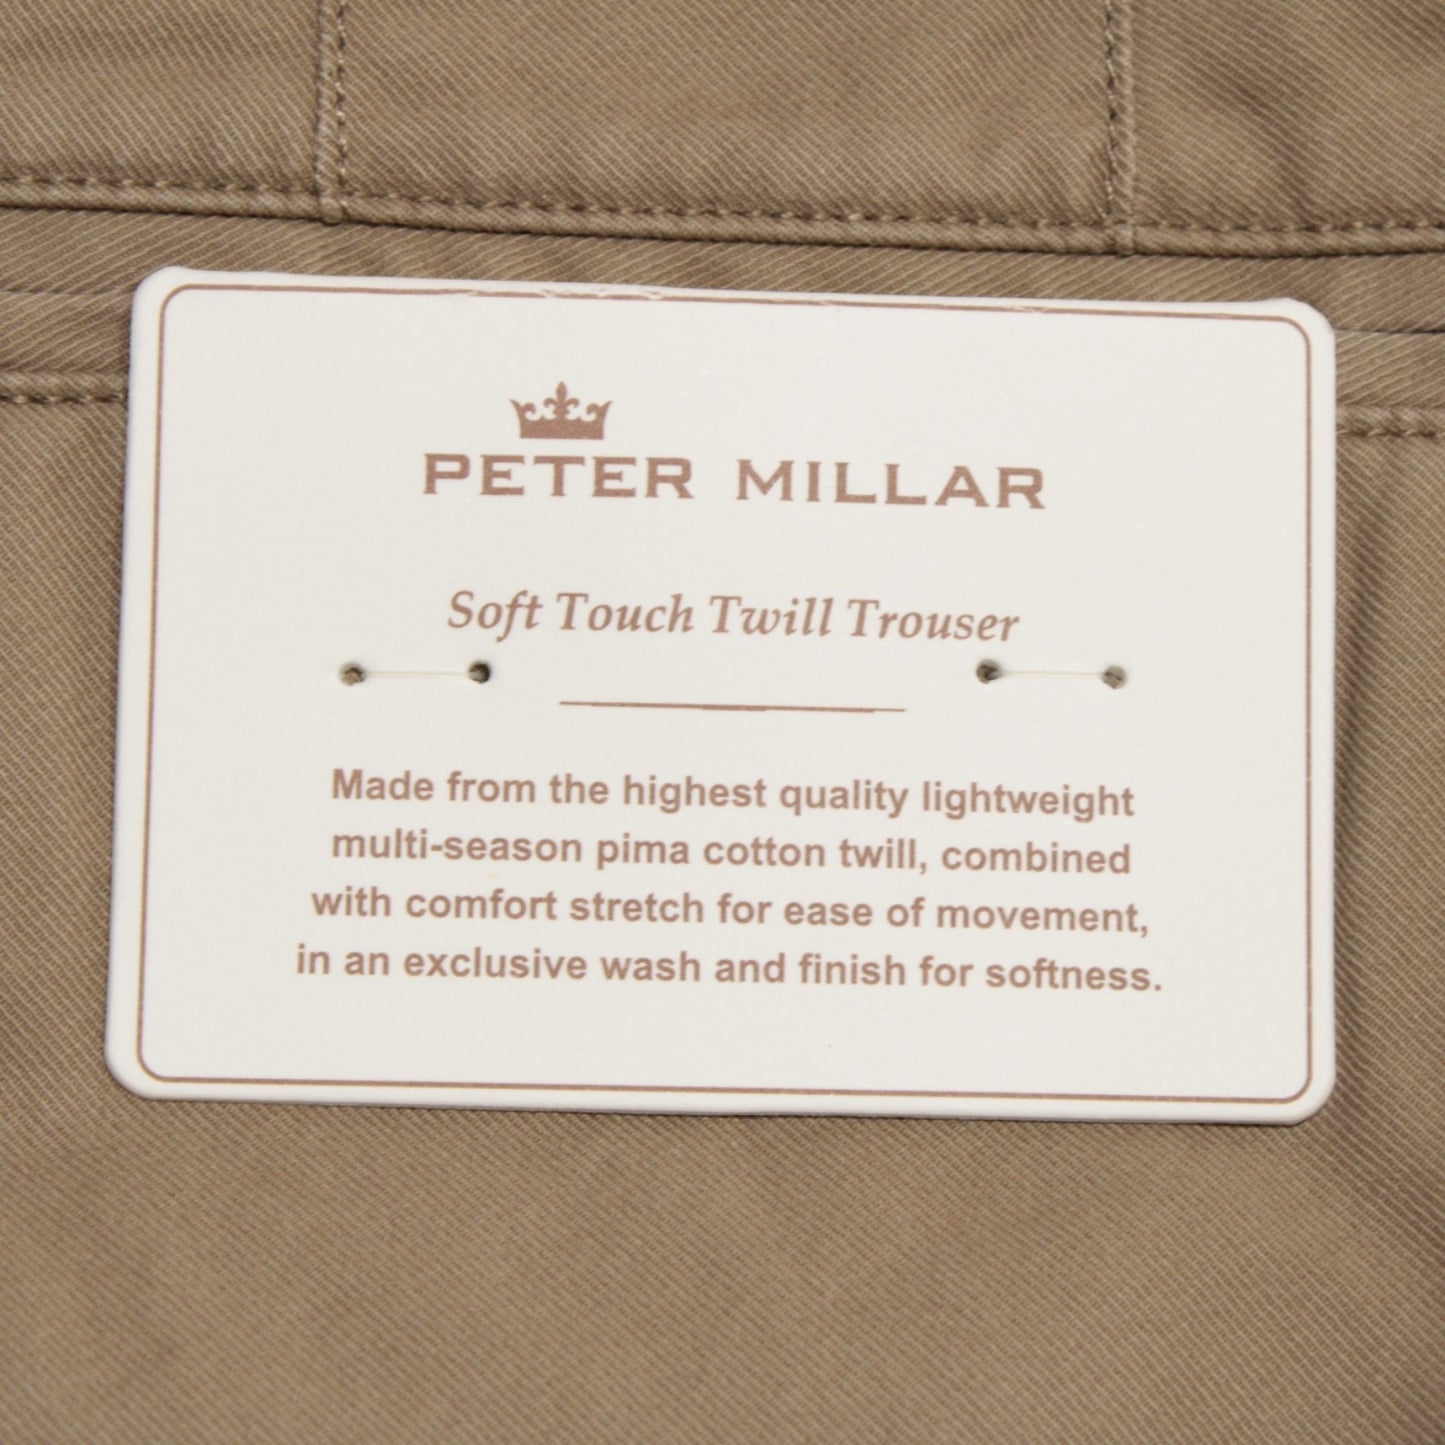 PETER MILLAR
Soft Touch Twill Trouser
Made from the highest quality lightweight
multi-season pima cotton twill, combined
with comfort stretch for ease of movement,
in an exclusive wash and finish for softness.